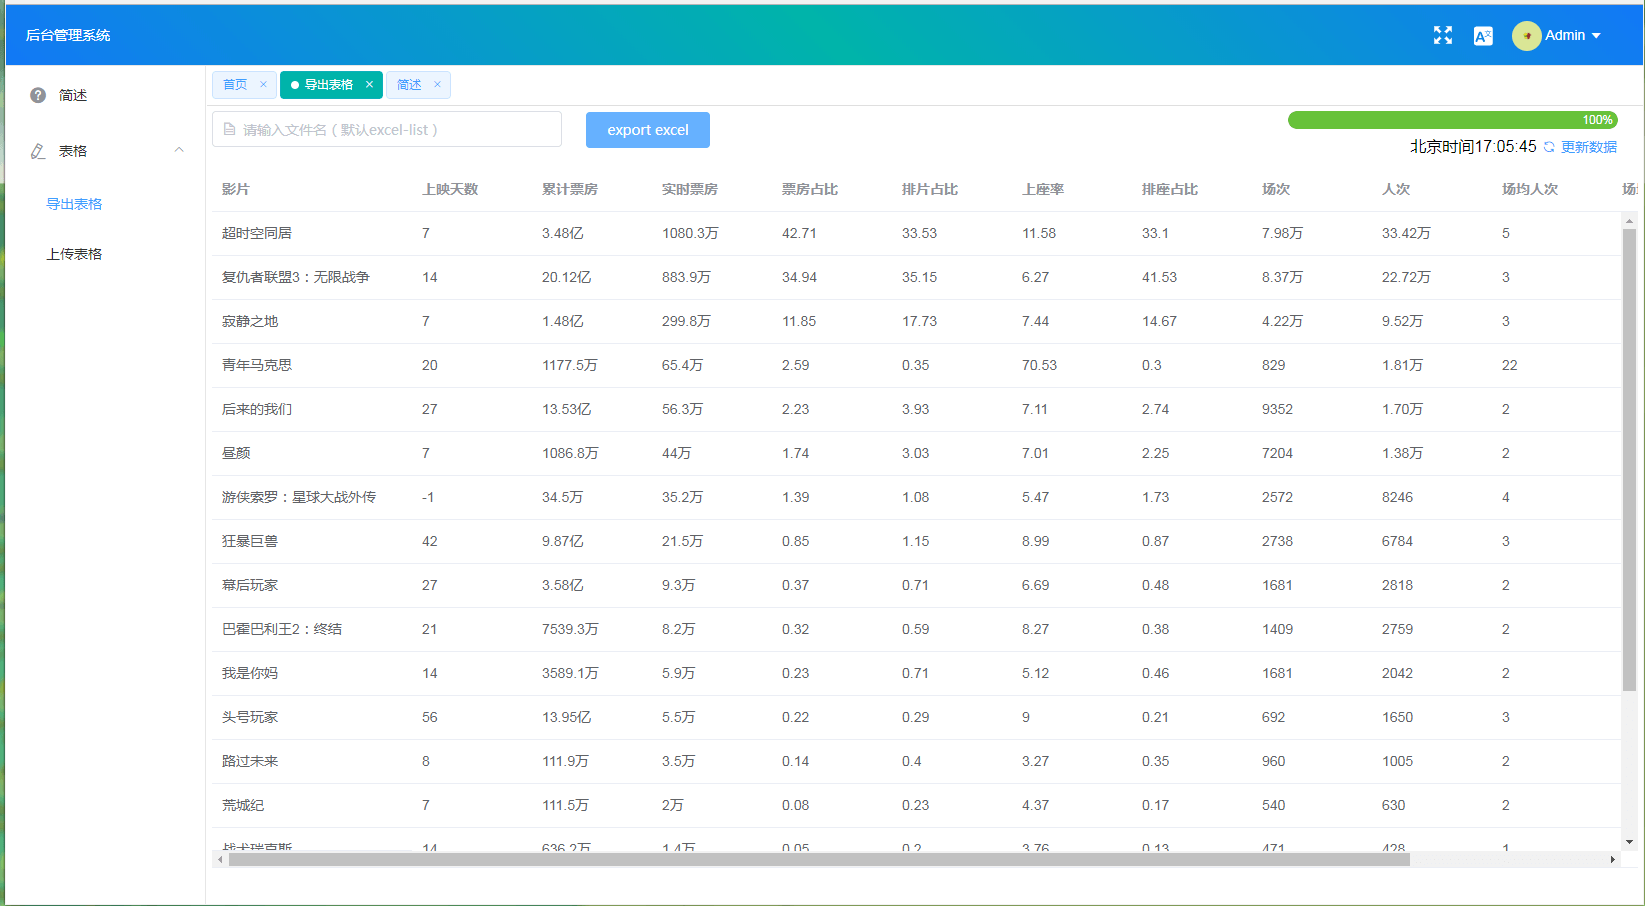 后台管理系统
Admin
简述
表格
导出表格
上传表格
首页 导出表格 简述
请输入文件名（默认excel-list） export excel
100%
北京时间17:05:45 更新数据
影片 上映天数 累计票房 实时票房 票房占比 排片占比 上座率 排座占比 场次 人次 场均人次 场
超时空同居 7 3.48亿 1080.3万 42.71 33.53 11.58 33.1 7.98万 33.42万 5
复仇者联盟3：无限战争 14 20.12亿 883.9万 34.94 35.15 6.27 41.53 8.37万 22.72万 3
寂静之地 7 1.48亿 299.8万 11.85 17.73 7.44 14.67 4.22万 9.52万 3
青年马克思 20 1177.5万 65.4万 2.59 0.35 70.53 0.3 829 1.81万 22
后来的我们 27 13.53亿 56.3万 2.23 3.93 7.11 2.74 9352 1.70万 2
昼颜 7 1086.8万 44万 1.74 3.03 7.01 2.25 7204 1.38万 2
游侠索罗：星球大战外传 -1 34.5万 35.2万 1.39 1.08 5.47 1.73 2572 8246 4
狂暴巨兽 42 9.87亿 21.5万 0.85 1.15 8.99 0.87 2738 6784 3
幕后玩家 27 3.58亿 9.3万 0.37 0.71 6.69 0.48 1681 2818 2
巴霍巴利王2：终结 21 7539.3万 8.2万 0.32 0.59 8.27 0.38 1409 2759 2
我是你妈 14 3589.1万 5.9万 0.23 0.71 5.12 0.46 1681 2042 2
头号玩家 56 13.95亿 5.5万 0.22 0.29 9 0.21 692 1650 3
路过未来 8 111.9万 3.5万 0.14 0.4 3.27 0.35 960 1005 2
荒城纪 7 111.5万 2万 0.08 0.23 4.37 0.17 540 630 2
战犬瑞克斯 14 636.2万 1.4万 0.05 0.2 3.76 0.13 471 428 1